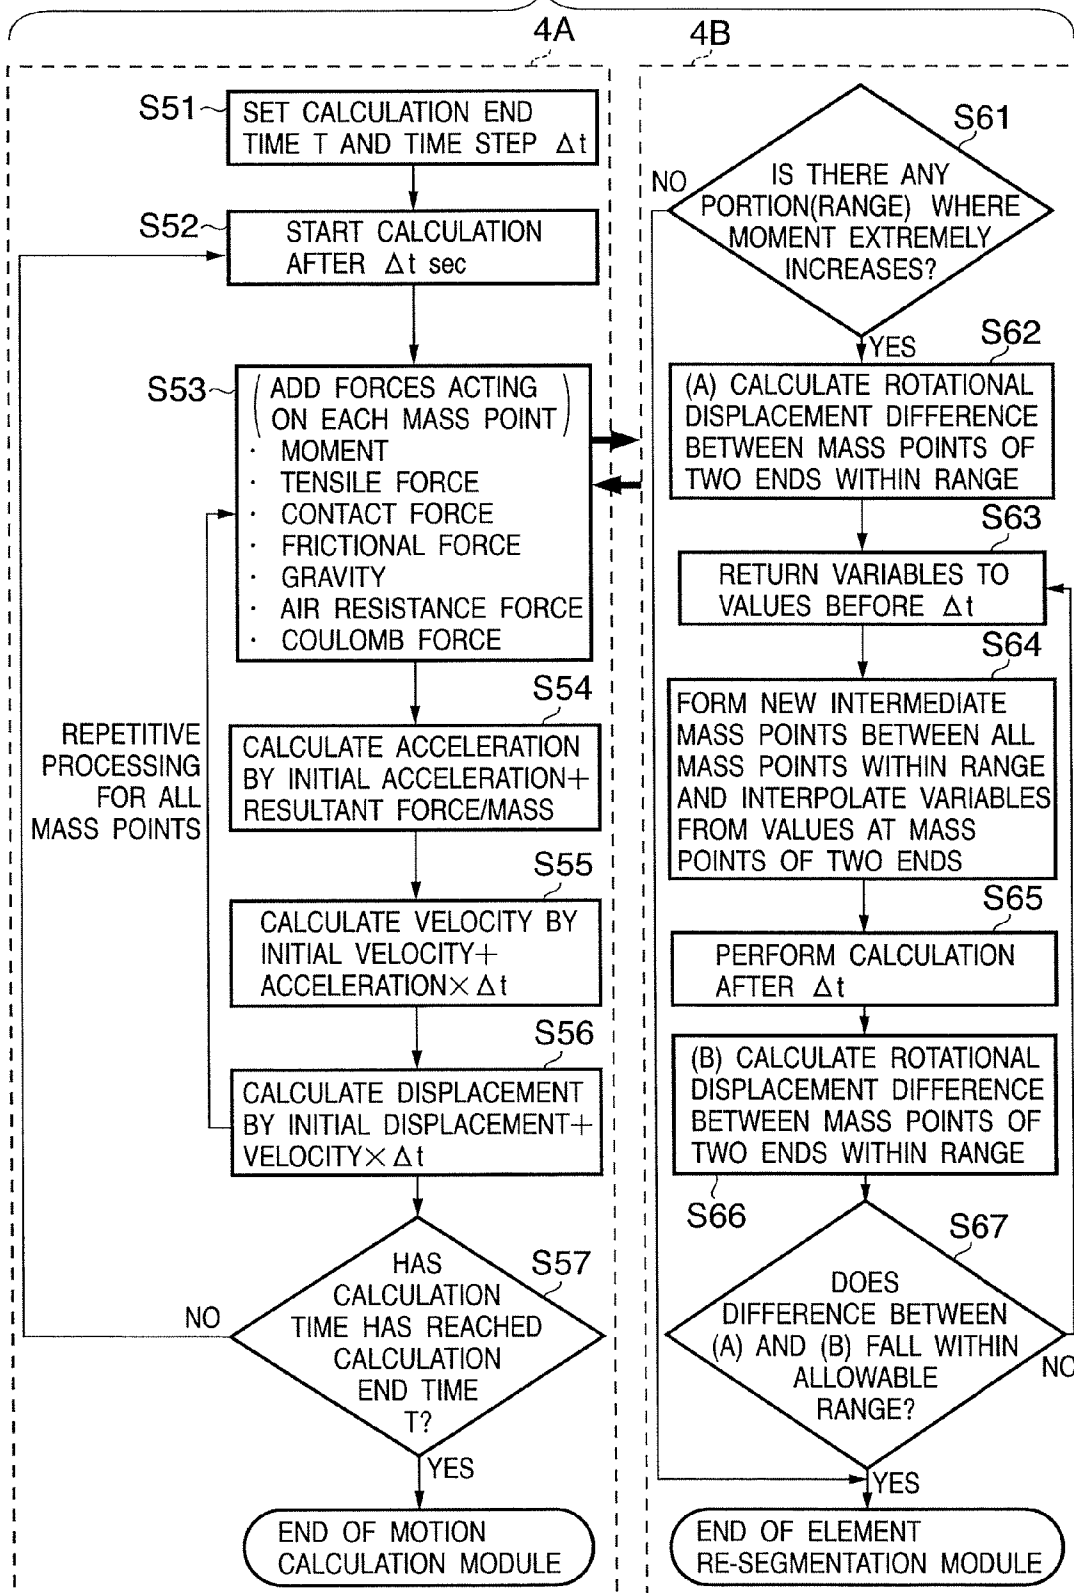 4A
S51
SET CALCULATION END
TIME T AND TIME STEP Δt
S52
START CALCULATION
AFTER Δt sec
S53
(ADD FORCES ACTING
ON EACH MASS POINT)
· MOMENT
· TENSILE FORCE
· CONTACT FORCE
· FRICTIONAL FORCE
· GRAVITY
· AIR RESISTANCE FORCE
· COULOMB FORCE
REPETITIVE
PROCESSING
FOR ALL
MASS POINTS
S54
CALCULATE ACCELERATION
BY INITIAL ACCELERATION+
RESULTANT FORCE/MASS
S55
CALCULATE VELOCITY BY
INITIAL VELOCITY+
ACCELERATION× Δt
S56
CALCULATE DISPLACEMENT
BY INITIAL DISPLACEMENT+
VELOCITY× Δt
S57
HAS
CALCULATION
TIME HAS REACHED
CALCULATION
END TIME
T?
NO
YES
END OF MOTION
CALCULATION MODULE
4B
S61
IS THERE ANY
PORTION(RANGE) WHERE
MOMENT EXTREMELY
INCREASES?
NO
YES
S62
(A) CALCULATE ROTATIONAL
DISPLACEMENT DIFFERENCE
BETWEEN MASS POINTS OF
TWO ENDS WITHIN RANGE
S63
RETURN VARIABLES TO
VALUES BEFORE Δt
S64
FORM NEW INTERMEDIATE
MASS POINTS BETWEEN ALL
MASS POINTS WITHIN RANGE
AND INTERPOLATE VARIABLES
FROM VALUES AT MASS
POINTS OF TWO ENDS
S65
PERFORM CALCULATION
AFTER Δt
(B) CALCULATE ROTATIONAL
DISPLACEMENT DIFFERENCE
BETWEEN MASS POINTS OF
TWO ENDS WITHIN RANGE
S66
S67
DOES
DIFFERENCE BETWEEN
(A) AND (B) FALL WITHIN
ALLOWABLE
RANGE?
NO
YES
END OF ELEMENT
RE-SEGMENTATION MODULE